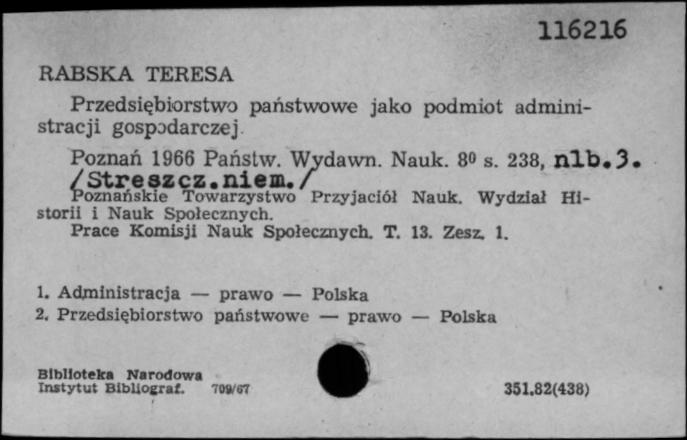 116216
RABSKA TERESA
Przedsiębiorstwo państwowe jako podmiot admini-
stracji gospodarczej.
Poznań 1966 Państw. Wydawn. Nauk. 8⁰ s. 238, nlb.3.
/Streszcz.niem./
Poznańskie Towarzystwo Przyjaciół Nauk. Wydział Hi-
storii i Nauk Społecznych.
Prace Komisji Nauk Społecznych. T. 13. Zesz. 1.
1. Administracja — prawo — Polska
2. Przedsiębiorstwo państwowe — prawo — Polska
Biblioteka Narodowa
Instytut Bibliograf. 709/67 351.82(438)